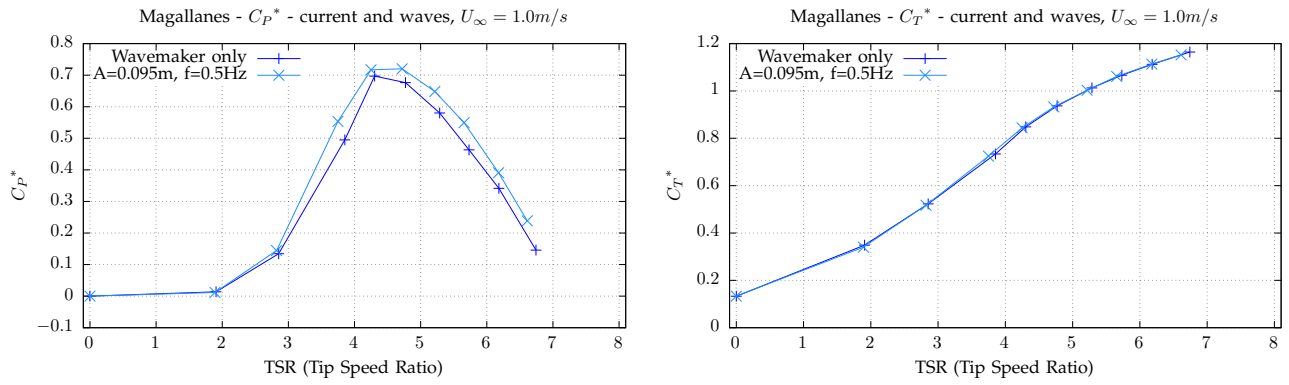 Magallanes - $C_P{}^*$ - current and waves, $U_\infty = 1.0m/s$
0.8
0.7
0.6
0.5
0.4
0.3
0.2
0.1
0
−0.1
$C_P{}^*$
Wavemaker only
A=0.095m, f=0.5Hz
0 1 2 3 4 5 6 7 8
TSR (Tip Speed Ratio)
Magallanes - $C_T{}^*$ - current and waves, $U_\infty = 1.0m/s$
1.2
1
0.8
0.6
0.4
0.2
0
$C_T{}^*$
Wavemaker only
A=0.095m, f=0.5Hz
0 1 2 3 4 5 6 7 8
TSR (Tip Speed Ratio)